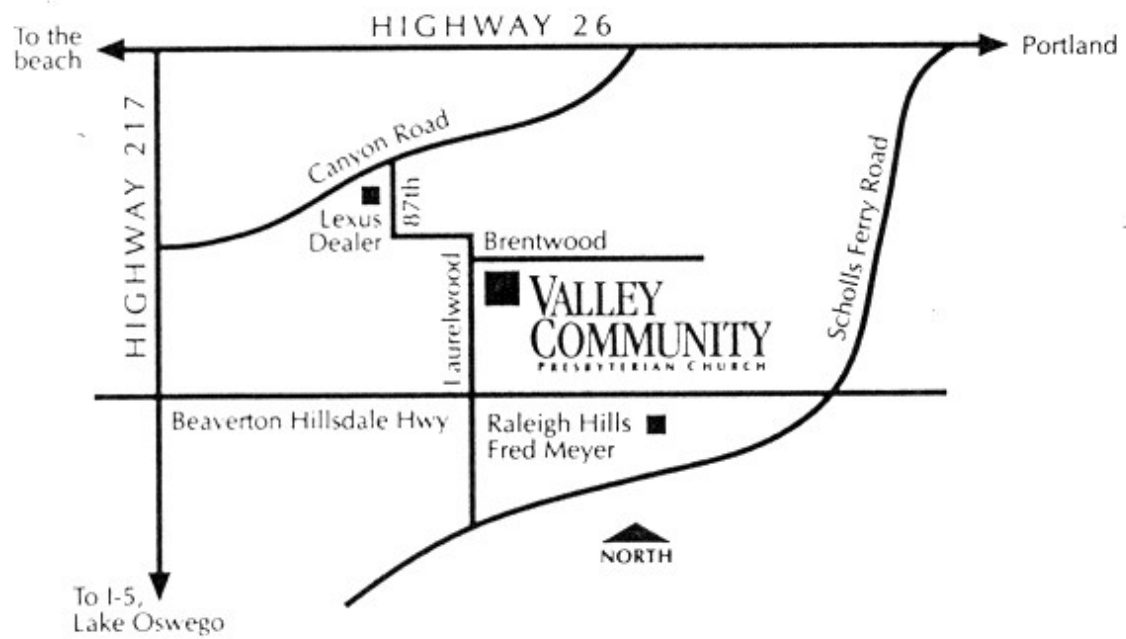 HIGHWAY 26
To the
beach
Portland
HIGHWAY 217
Canyon Road
87th
Lexus
Dealer
Scholls Ferry Road
Brentwood
Laurelwood
VALLEY
COMMUNITY
PRESBYTERIAN CHURCH
Beaverton Hillsdale Hwy
Raleigh Hills
Fred Meyer
NORTH
To I-5,
Lake Oswego